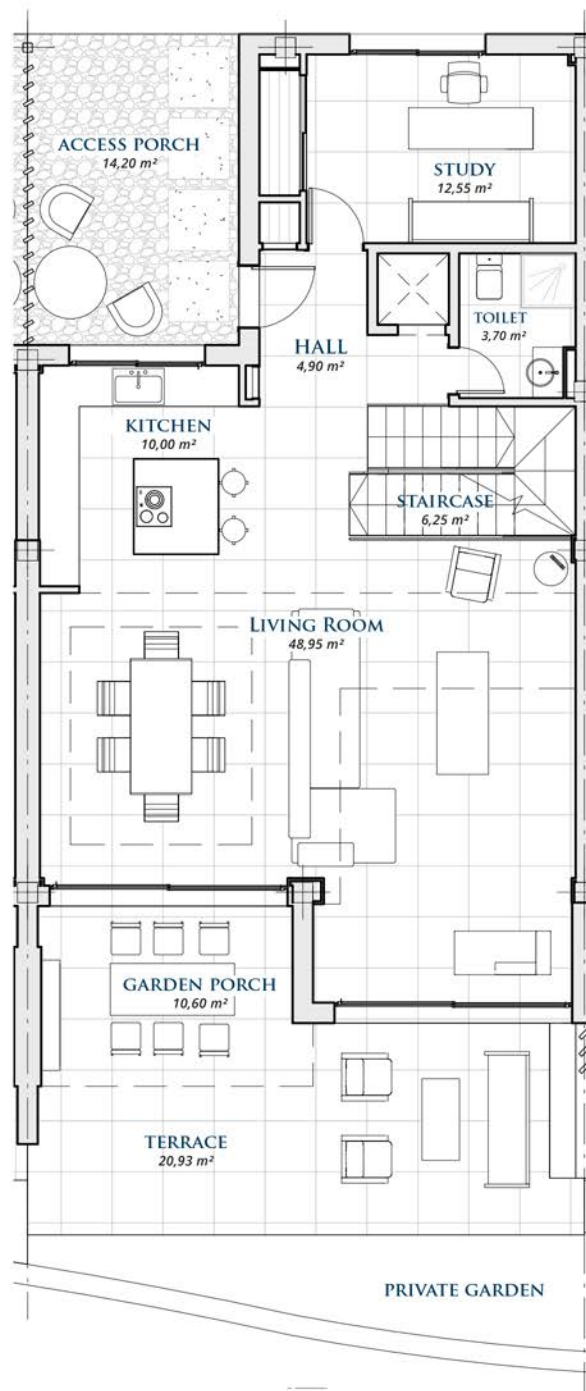 ACCESS PORCH
14,20 m²
STUDY
12,55 m²
TOILET
3,70 m²
HALL
4,90 m²
KITCHEN
10,00 m²
STAIRCASE
6,25 m²
LIVING ROOM
48,95 m²
GARDEN PORCH
10,60 m²
TERRACE
20,93 m²
PRIVATE GARDEN